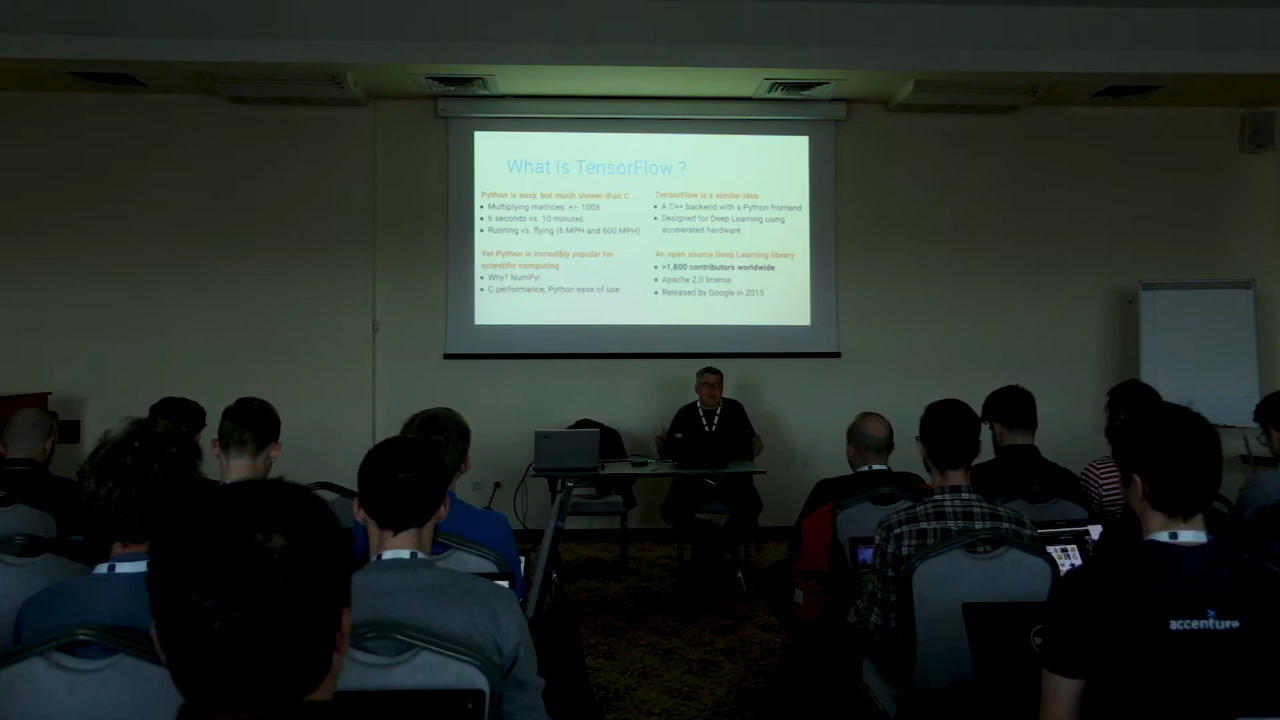 What is TensorFlow ?
Python is easy, but much slower than C
Multiplying matrices: +/- 100X
6 seconds vs. 10 minutes
Running vs. flying (6 MPH and 600 MPH)
Yet Python is incredibly popular for
scientific computing
Why? NumPy!
C performance, Python ease of use
TensorFlow is a similar idea
A C++ backend with a Python frontend
Designed for Deep Learning using
accelerated hardware
An open source Deep Learning library
>1,800 contributors worldwide
Apache 2.0 license
Released by Google in 2015
accenture